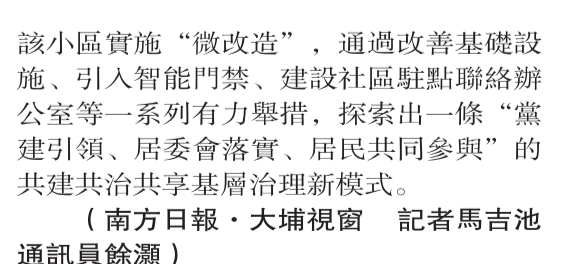 該小區實施“微改造”，通過改善基礎設
施、引入智能門禁、建設社區駐點聯絡辦
公室等一系列有力舉措，探索出一條“黨
建引領、居委會落實、居民共同參與”的
共建共治共享基層治理新模式。
（南方日報·大埔視窗　記者馬吉池
通訊員餘灝）